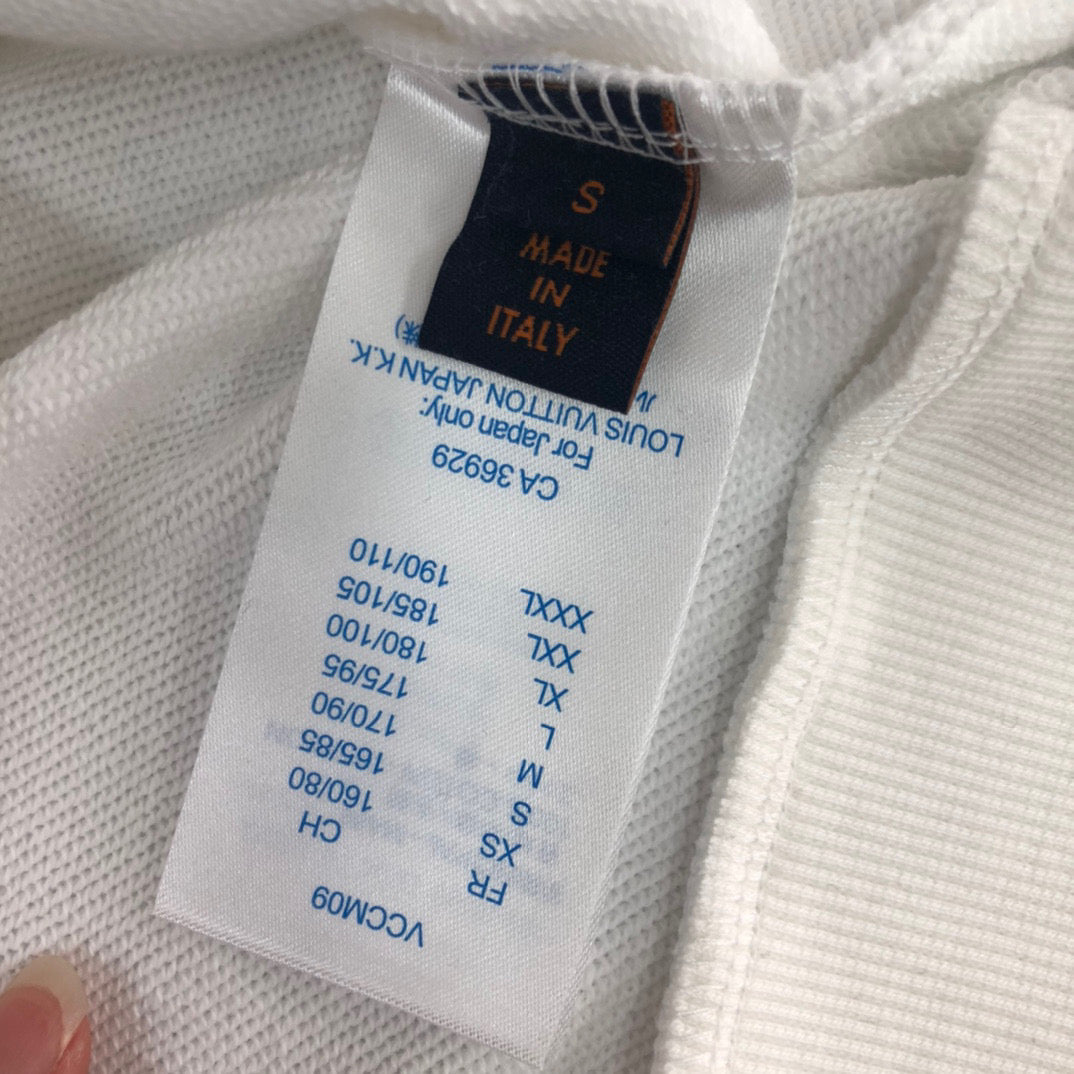 S
MADE
IN
ITALY
VCCM09
FR CH
XS 160/80
S 165/85
M 170/90
L 175/95
XL 180/100
XXL 185/105
XXXL 190/110
CA 36929
For Japan only:
LOUIS VUITTON JAPAN K.K.